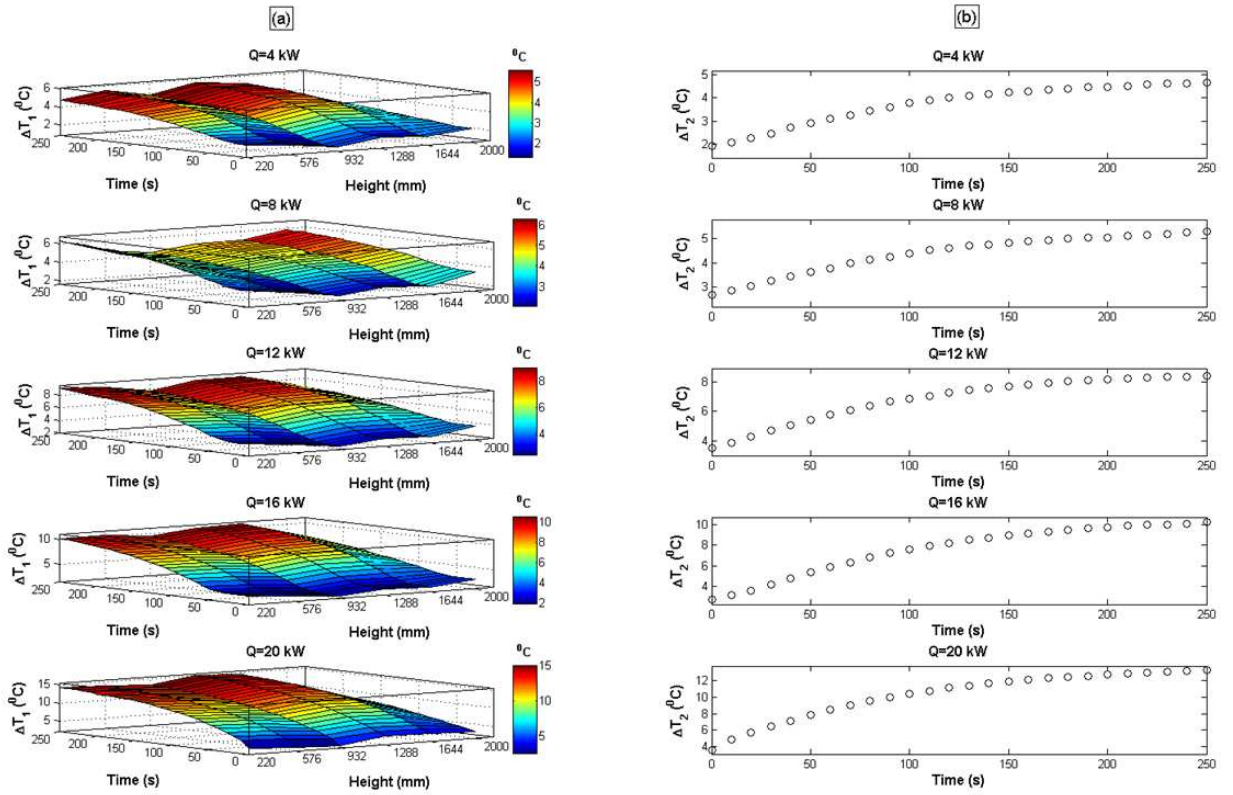 (a)
Q=4 kW
⁰C
ΔT₁ (⁰C)
6
4
2
250
200
150
100
50
0
220
576
932
1288
1644
2000
5
4
3
2
Time (s)
Height (mm)
Q=8 kW
⁰C
ΔT₁ (⁰C)
6
4
2
250
200
150
100
50
0
220
576
932
1288
1644
2000
6
5
4
3
Time (s)
Height (mm)
Q=12 kW
⁰C
ΔT₁ (⁰C)
8
6
4
2
250
200
150
100
50
0
220
576
932
1288
1644
2000
8
6
4
Time (s)
Height (mm)
Q=16 kW
⁰C
ΔT₁ (⁰C)
10
5
250
200
150
100
50
0
220
576
932
1288
1644
2000
10
8
6
4
2
Time (s)
Height (mm)
Q=20 kW
⁰C
ΔT₁ (⁰C)
15
10
5
250
200
150
100
50
0
220
576
932
1288
1644
2000
15
10
5
Time (s)
Height (mm)
(b)
Q=4 kW
ΔT₂ (⁰C)
5
4
3
2
0 50 100 150 200 250
Time (s)
Q=8 kW
ΔT₂ (⁰C)
5
4
3
0 50 100 150 200 250
Time (s)
Q=12 kW
ΔT₂ (⁰C)
8
6
4
0 50 100 150 200 250
Time (s)
Q=16 kW
ΔT₂ (⁰C)
10
8
6
4
0 50 100 150 200 250
Time (s)
Q=20 kW
ΔT₂ (⁰C)
12
10
8
6
4
0 50 100 150 200 250
Time (s)